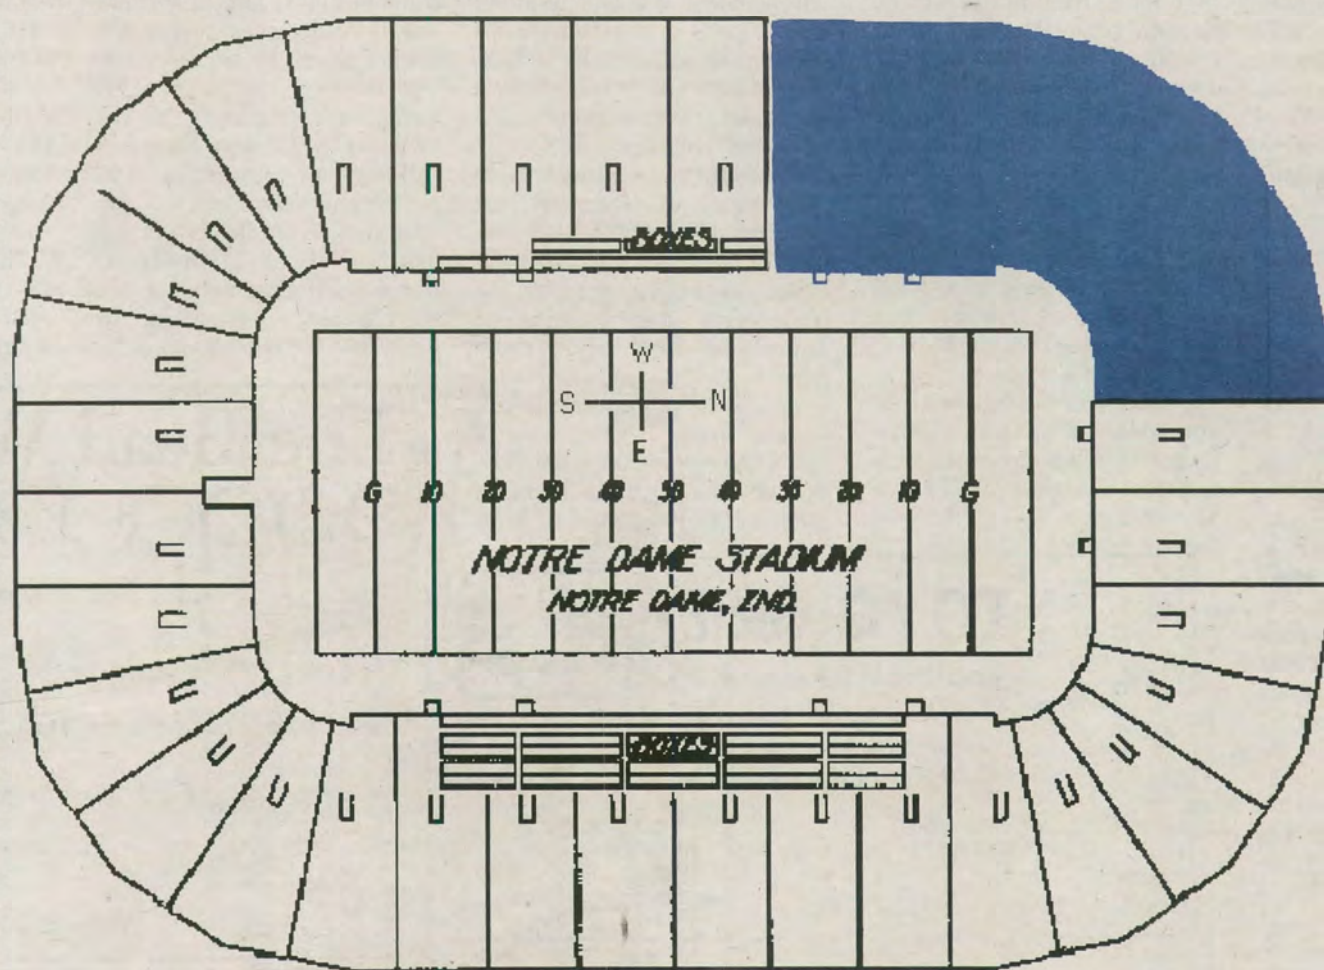 BOXES
W
S N
E
G 10 20 30 40 50 40 30 20 10 G
NOTRE DAME STADIUM
NOTRE DAME, IND.
BOXES